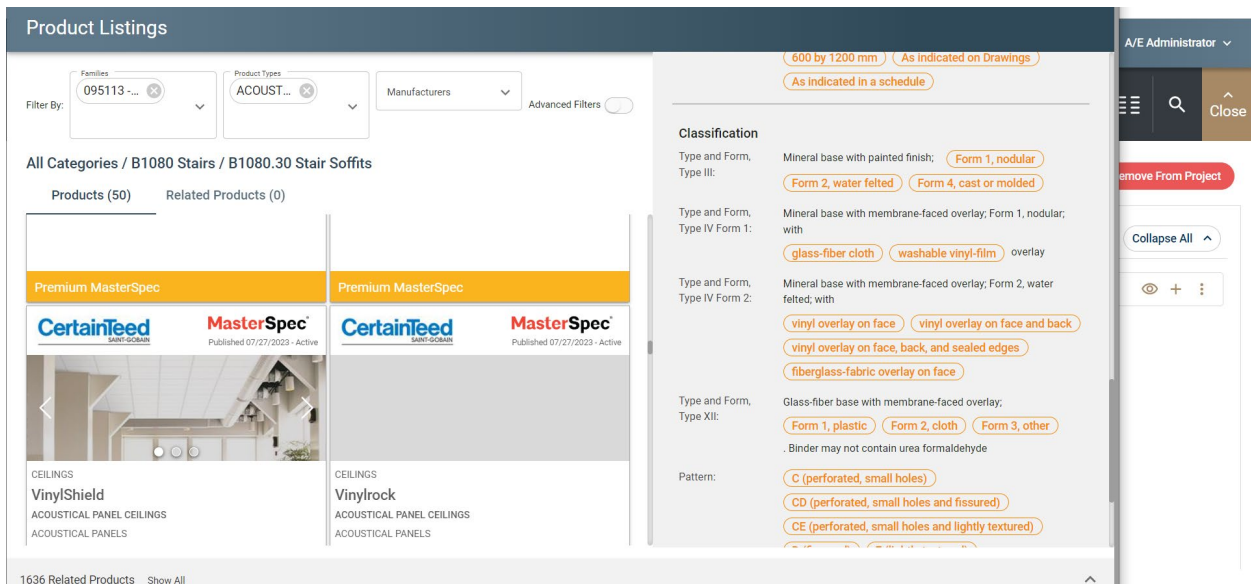 Product Listings
A/E Administrator
Close
Filter By:
Families
095113 -...
Product Types
ACOUST...
Manufacturers
Advanced Filters
All Categories / B1080 Stairs / B1080.30 Stair Soffits
Products (50)
Related Products (0)
Premium MasterSpec
Premium MasterSpec
CertainTeed
SAINT-GOBAIN
MasterSpec
Published 07/27/2023 - Active
CertainTeed
SAINT-GOBAIN
MasterSpec
Published 07/27/2023 - Active
CEILINGS
VinylShield
ACOUSTICAL PANEL CEILINGS
ACOUSTICAL PANELS
CEILINGS
Vinylrock
ACOUSTICAL PANEL CEILINGS
ACOUSTICAL PANELS
1636 Related Products Show All
600 by 1200 mm As indicated on Drawings
As indicated in a schedule
Classification
Type and Form,
Type III:
Mineral base with painted finish; Form 1, nodular
Form 2, water felted Form 4, cast or molded
Type and Form,
Type IV Form 1:
Mineral base with membrane-faced overlay; Form 1, nodular;
with
glass-fiber cloth washable vinyl-film overlay
Type and Form,
Type IV Form 2:
Mineral base with membrane-faced overlay; Form 2, water
felted; with
vinyl overlay on face vinyl overlay on face and back
vinyl overlay on face, back, and sealed edges
fiberglass-fabric overlay on face
Type and Form,
Type XII:
Glass-fiber base with membrane-faced overlay;
Form 1, plastic Form 2, cloth Form 3, other
. Binder may not contain urea formaldehyde
Pattern:
C (perforated, small holes)
CD (perforated, small holes and fissured)
CE (perforated, small holes and lightly textured)
emove From Project
Collapse All